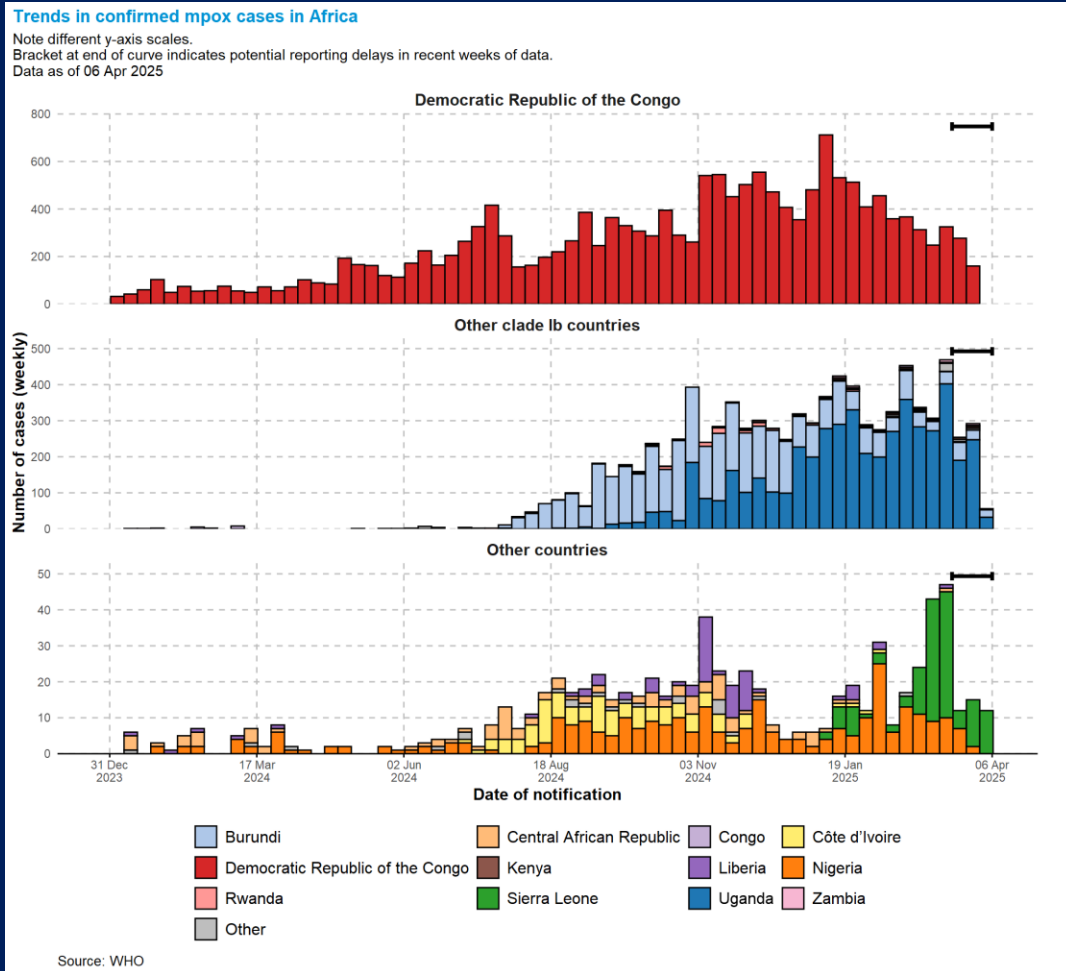 Trends in confirmed mpox cases in Africa
Note different y-axis scales.
Bracket at end of curve indicates potential reporting delays in recent weeks of data.
Data as of 06 Apr 2025
Democratic Republic of the Congo
800
600
400
200
0
Other clade Ib countries
500
400
300
200
100
0
Number of cases (weekly)
Other countries
50
40
30
20
10
0
31 Dec 17 Mar 02 Jun 18 Aug 03 Nov 19 Jan 06 Apr
2023 2024 2024 2024 2024 2025 2025
Date of notification
Burundi Central African Republic Congo Côte d'Ivoire
Democratic Republic of the Congo Kenya Liberia Nigeria
Rwanda Sierra Leone Uganda Zambia
Other
Source: WHO